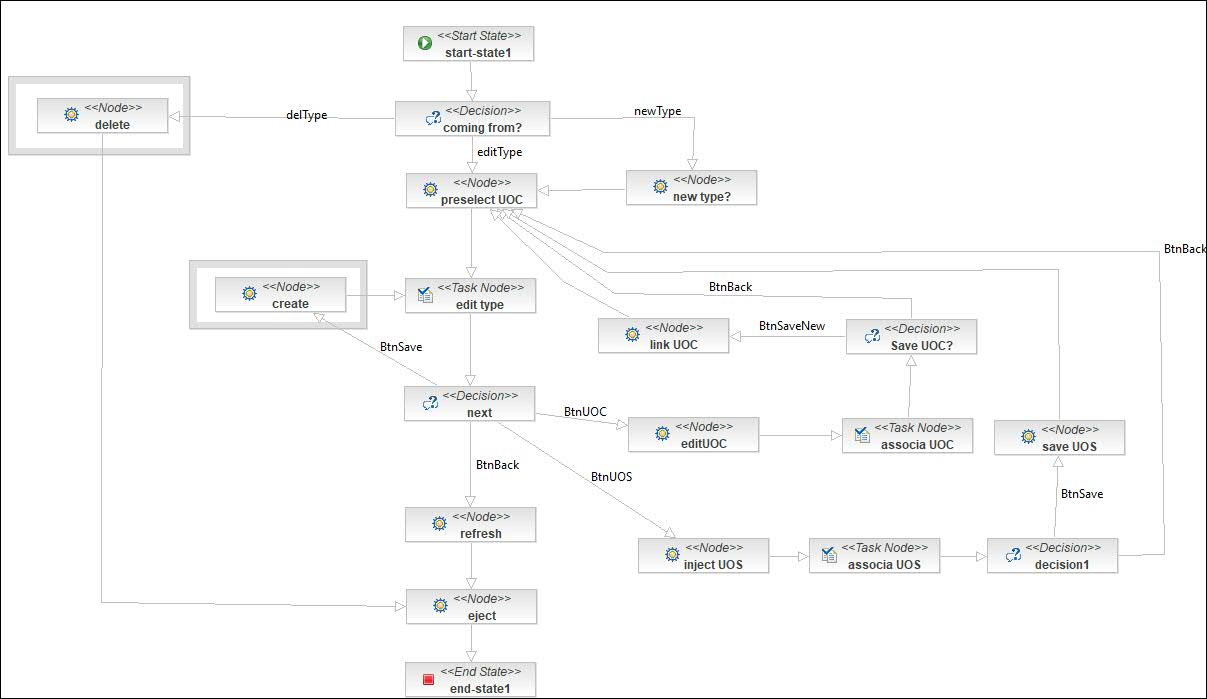 <<Start State>>
start-state1
<<Node>>
delete
delType
<<Decision>>
coming from?
newType
editType
<<Node>>
preselect UOC
<<Node>>
new type?
BtnBack
<<Node>>
create
<<Task Node>>
edit type
BtnBack
<<Node>>
link UOC
BtnSaveNew
<<Decision>>
Save UOC?
BtnSave
<<Decision>>
next
BtnUOC
<<Node>>
editUOC
<<Task Node>>
associa UOC
<<Node>>
save UOS
BtnBack
BtnUOS
BtnSave
<<Node>>
refresh
<<Node>>
inject UOS
<<Task Node>>
associa UOS
<<Decision>>
decision1
<<Node>>
eject
<<End State>>
end-state1